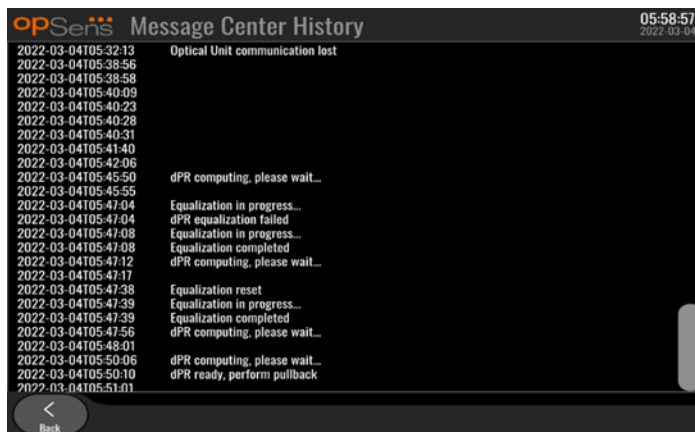 opSens Message Center History 05:58:57
2022-03-04
2022-03-04T05:32:13 Optical Unit communication lost
2022-03-04T05:38:56
2022-03-04T05:38:58
2022-03-04T05:40:09
2022-03-04T05:40:23
2022-03-04T05:40:28
2022-03-04T05:40:31
2022-03-04T05:41:40
2022-03-04T05:42:06
2022-03-04T05:45:50 dPR computing, please wait...
2022-03-04T05:45:55
2022-03-04T05:47:04 Equalization in progress...
2022-03-04T05:47:04 dPR equalization failed
2022-03-04T05:47:08 Equalization in progress...
2022-03-04T05:47:08 Equalization completed
2022-03-04T05:47:12 dPR computing, please wait...
2022-03-04T05:47:17
2022-03-04T05:47:38 Equalization reset
2022-03-04T05:47:39 Equalization in progress...
2022-03-04T05:47:39 Equalization completed
2022-03-04T05:47:56 dPR computing, please wait...
2022-03-04T05:48:01
2022-03-04T05:50:06 dPR computing, please wait...
2022-03-04T05:50:10 dPR ready, perform pullback
2022-03-04T05:51:01
Back